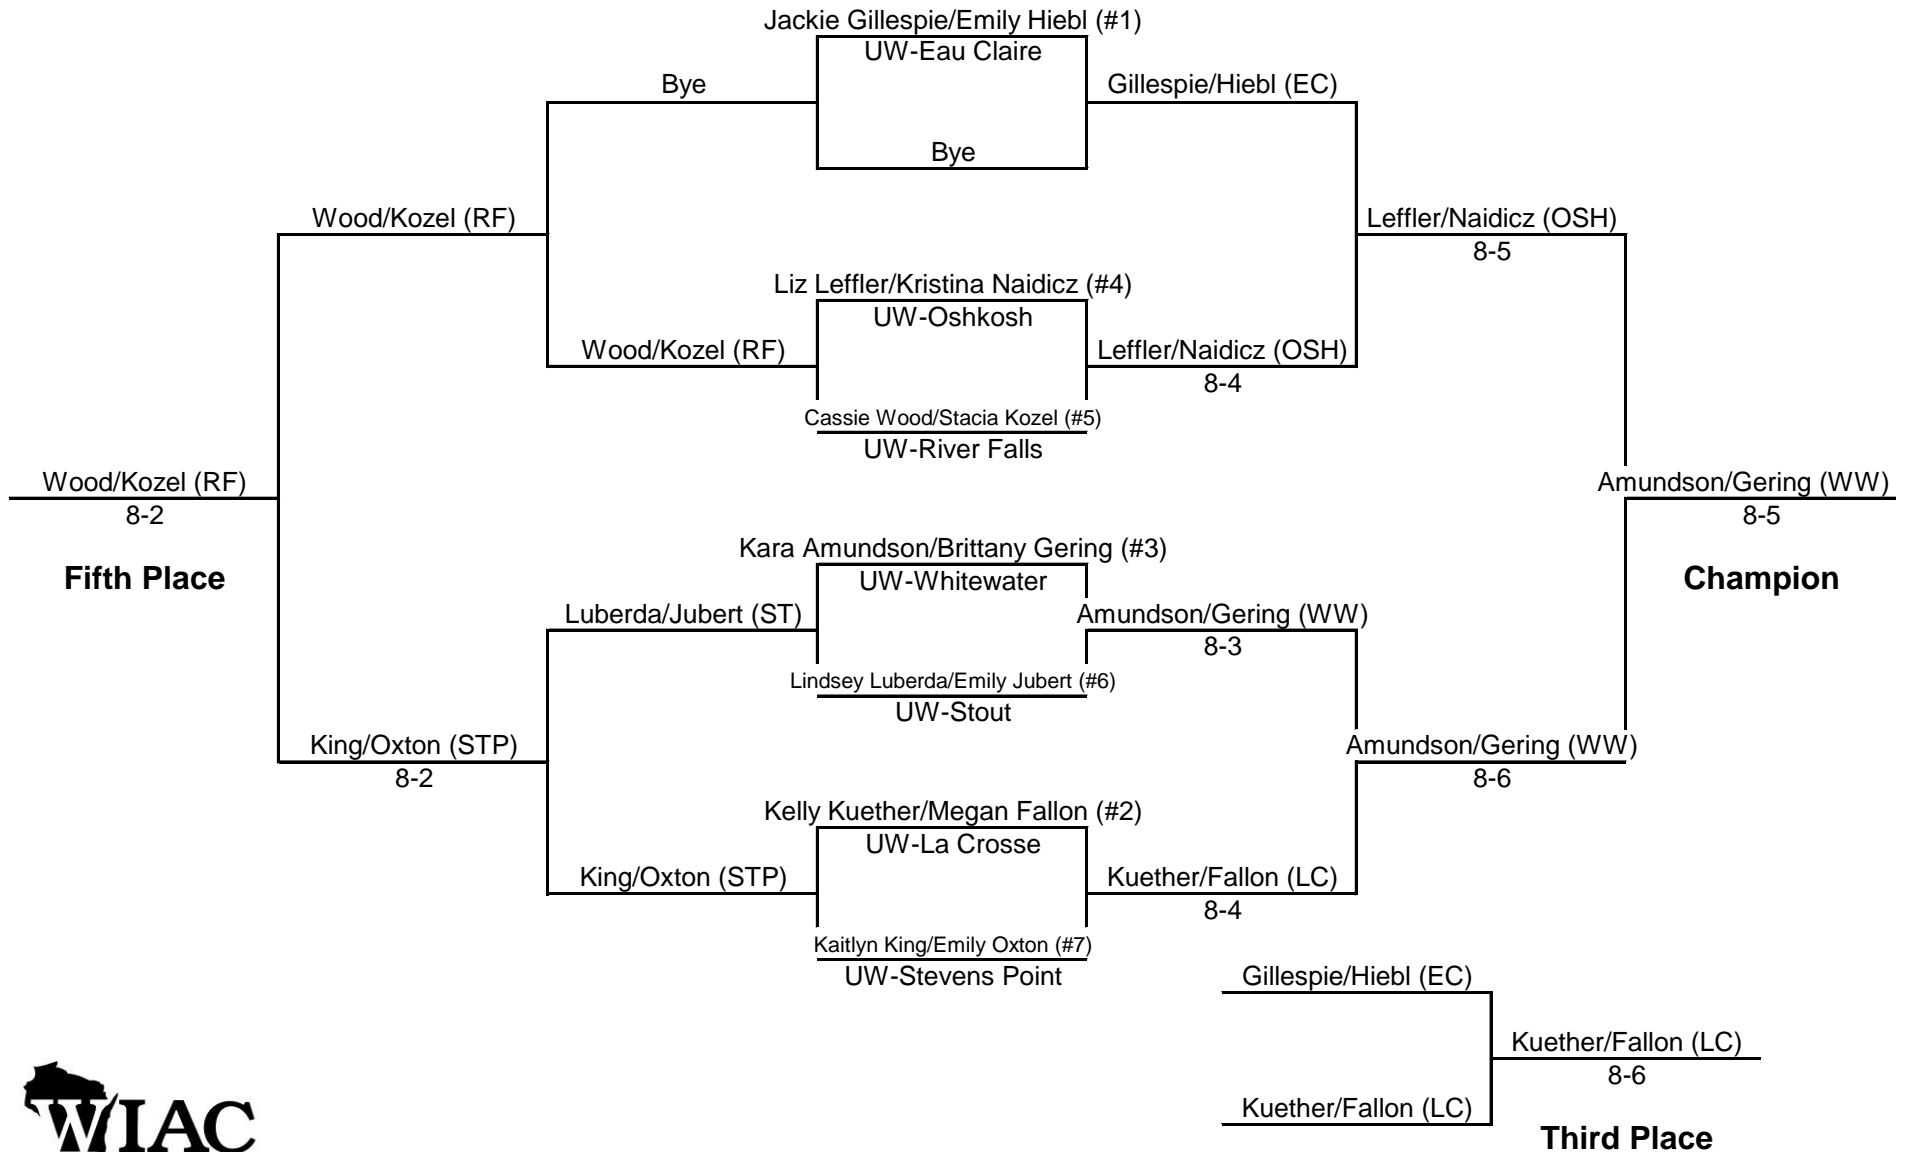 Jackie Gillespie/Emily Hiebl (#1)
UW-Eau Claire
Bye
Gillespie/Hiebl (EC)
Bye
Wood/Kozel (RF)
Leffler/Naidicz (OSH)
8-5
Liz Leffler/Kristina Naidicz (#4)
UW-Oshkosh
Wood/Kozel (RF)
Leffler/Naidicz (OSH)
8-4
Cassie Wood/Stacia Kozel (#5)
UW-River Falls
Wood/Kozel (RF)
8-2
Fifth Place
Amundson/Gering (WW)
8-5
Champion
Kara Amundson/Brittany Gering (#3)
UW-Whitewater
Luberda/Jubert (ST)
Amundson/Gering (WW)
8-3
Lindsey Luberda/Emily Jubert (#6)
UW-Stout
King/Oxton (STP)
8-2
Amundson/Gering (WW)
8-6
Kelly Kuether/Megan Fallon (#2)
UW-La Crosse
King/Oxton (STP)
Kuether/Fallon (LC)
8-4
Kaitlyn King/Emily Oxton (#7)
UW-Stevens Point
Gillespie/Hiebl (EC)
Kuether/Fallon (LC)
8-6
Kuether/Fallon (LC)
Third Place
WIAC